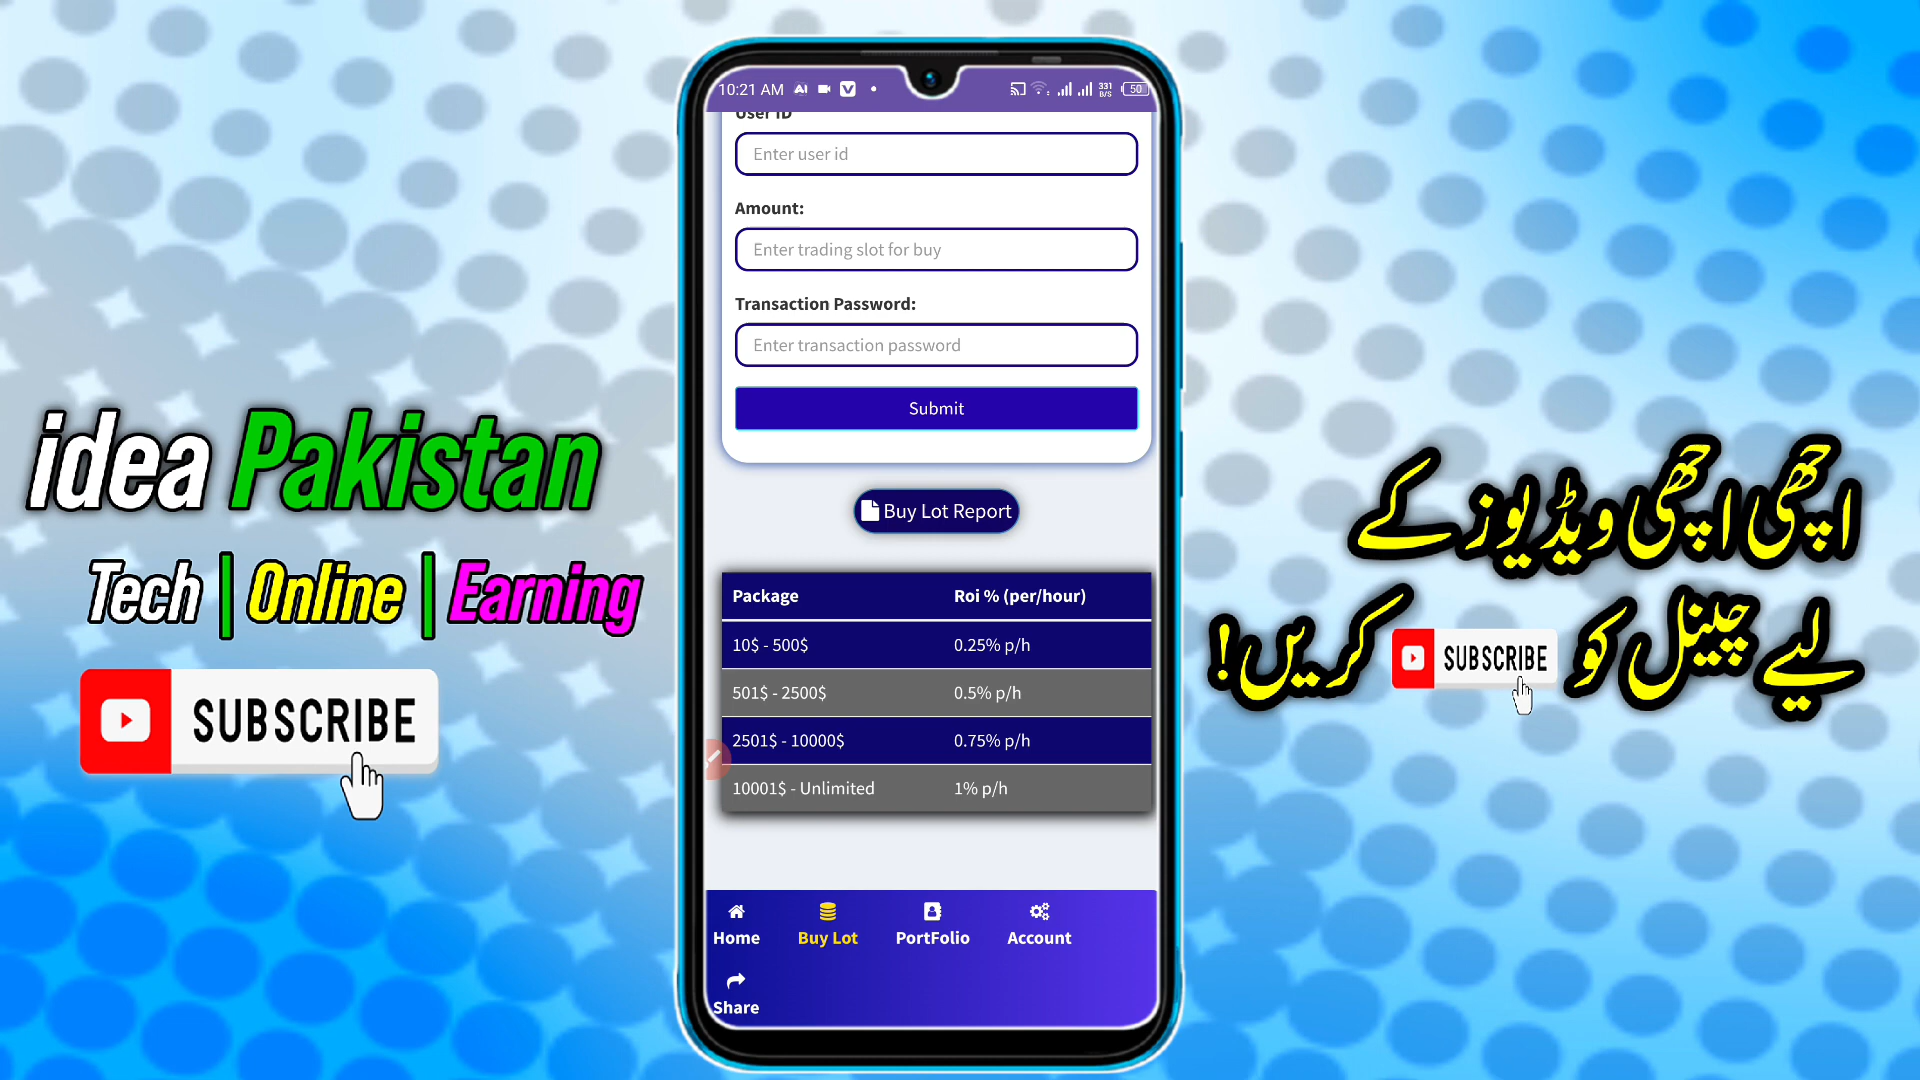 idea Pakistan
Tech | Online | Earning
SUBSCRIBE
10:21 AM
331 B/S
50
User ID
Enter user id
Amount:
Enter trading slot for buy
Transaction Password:
Enter transaction password
Submit
Buy Lot Report
Package Roi % (per/hour)
10$ - 500$ 0.25% p/h
501$ - 2500$ 0.5% p/h
2501$ - 10000$ 0.75% p/h
10001$ - Unlimited 1% p/h
Home Buy Lot PortFolio Account
Share
اچھی اچھی ویڈیوز کے
لیے چینل کو SUBSCRIBE کریں!